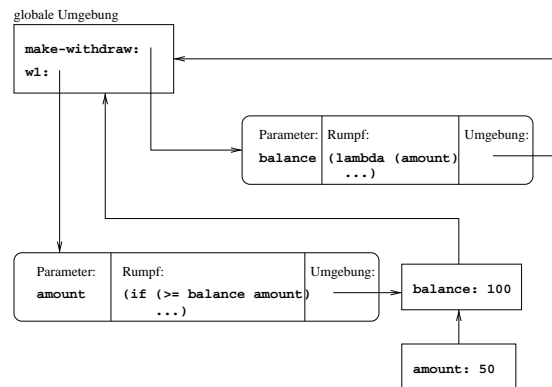 globale Umgebung
make-withdraw:
w1:
Parameter: Rumpf: Umgebung:
balance (lambda (amount)
...)
Parameter: Rumpf: Umgebung:
amount (if (>= balance amount)
...)
balance: 100
amount: 50